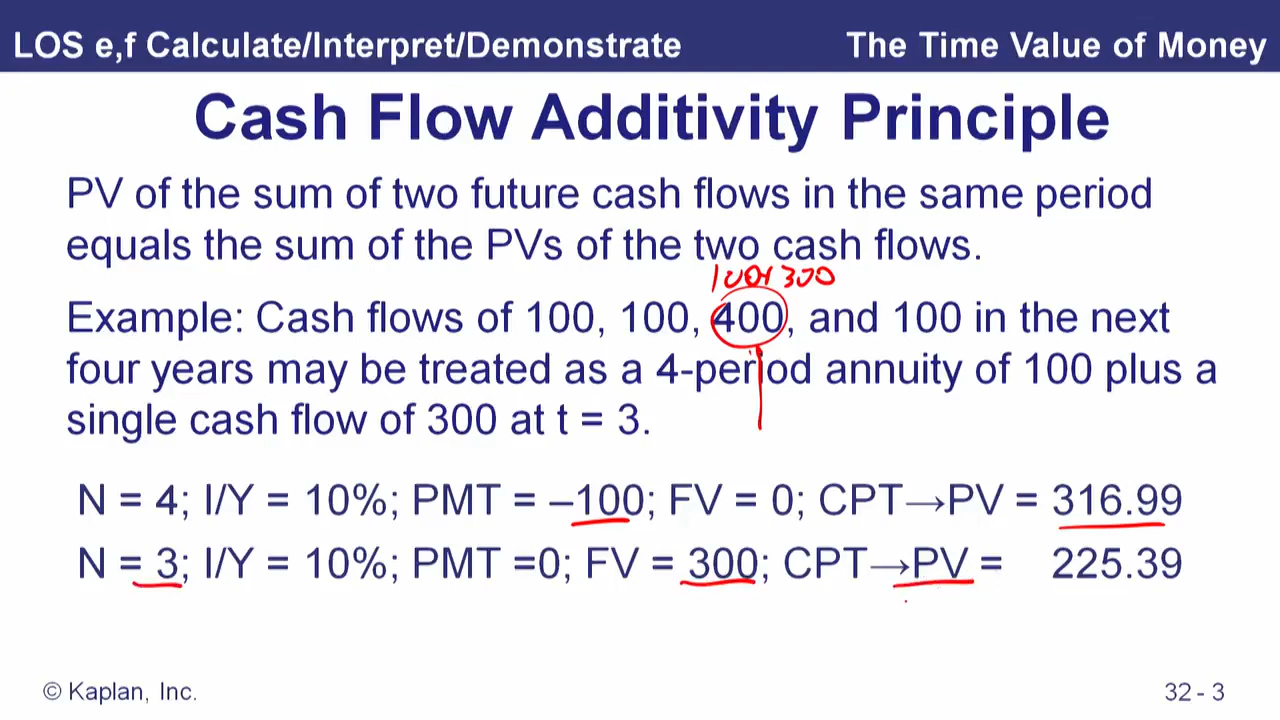 LOS e,f Calculate/Interpret/Demonstrate
The Time Value of Money
Cash Flow Additivity Principle
PV of the sum of two future cash flows in the same period
equals the sum of the PVs of the two cash flows.
100+300
Example: Cash flows of 100, 100, 400, and 100 in the next
four years may be treated as a 4-period annuity of 100 plus a
single cash flow of 300 at t = 3.
N = 4; I/Y = 10%; PMT = –100; FV = 0; CPT→PV = 316.99
N = 3; I/Y = 10%; PMT =0; FV = 300; CPT→PV = 225.39
© Kaplan, Inc.
32 - 3